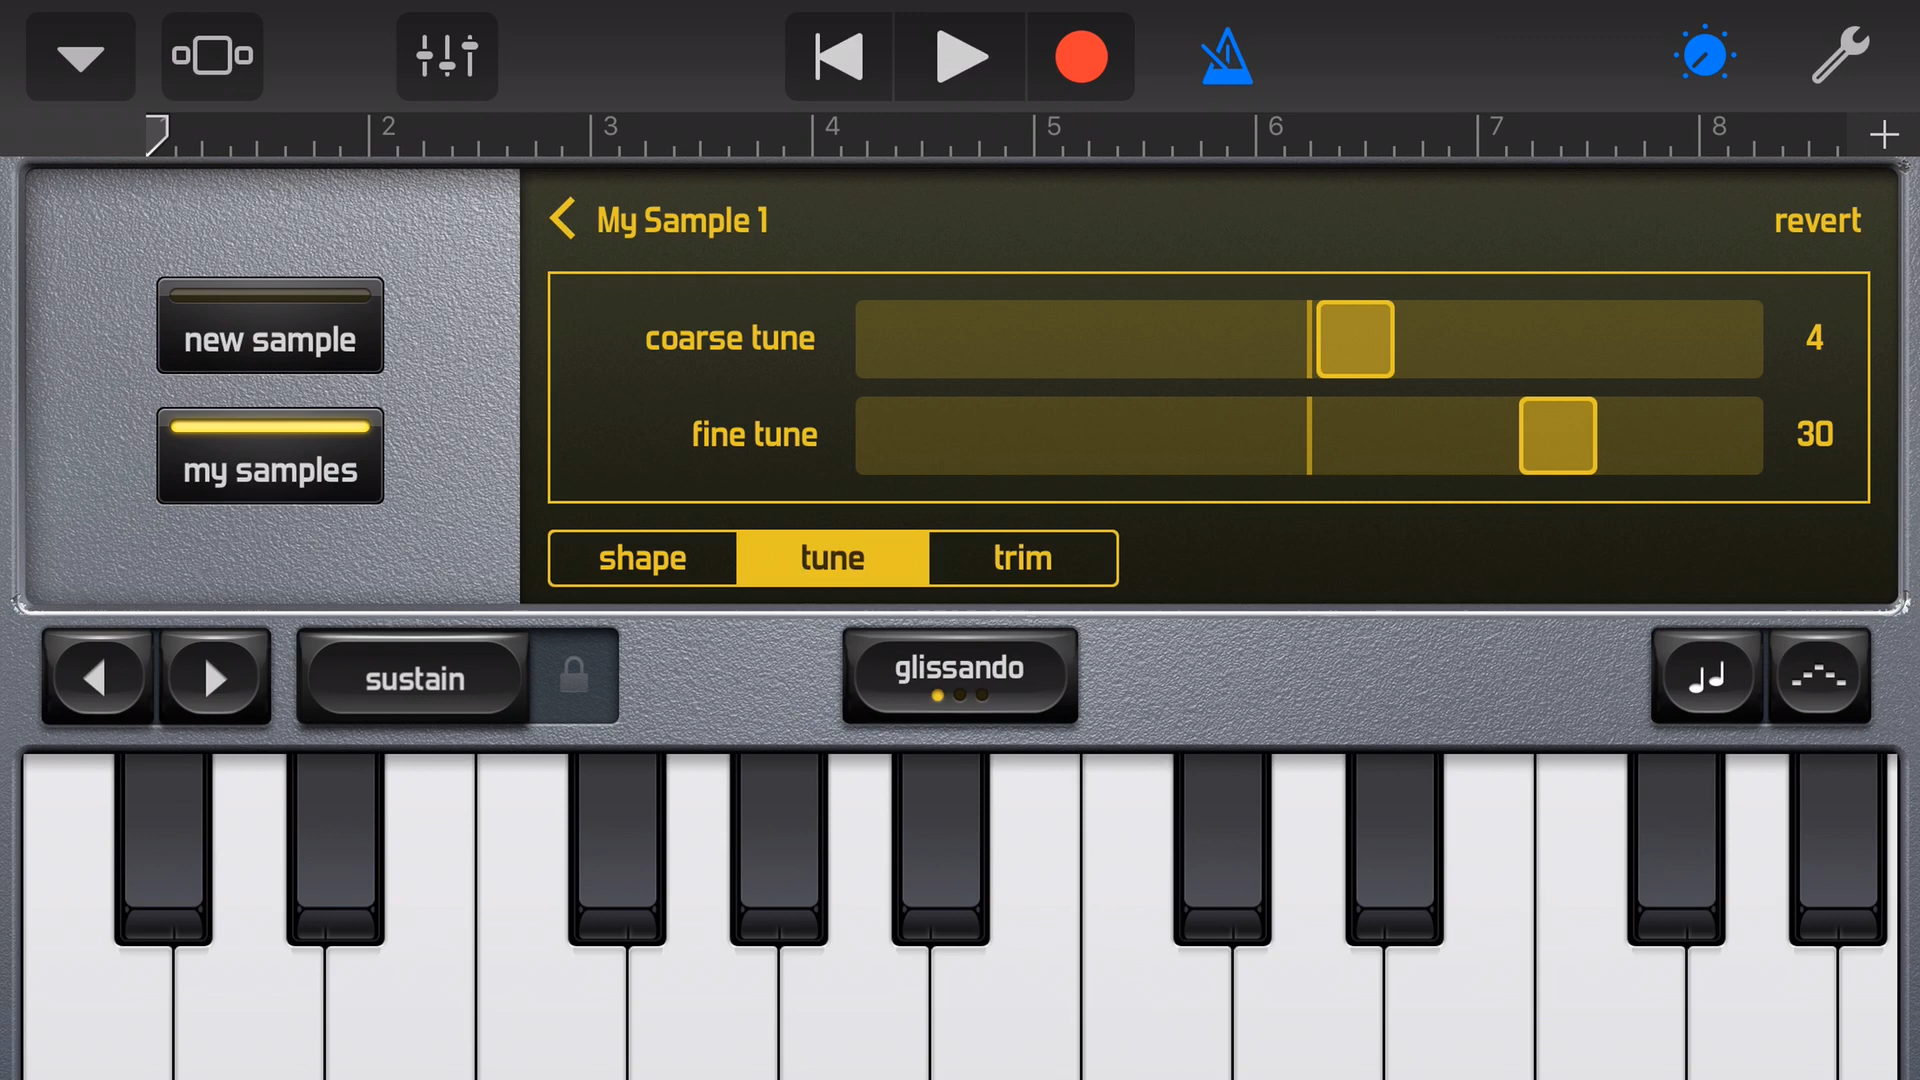 2 3 4 5 6 7 8
My Sample 1 revert
new sample
my samples
coarse tune 4
fine tune 30
shape tune trim
sustain glissando